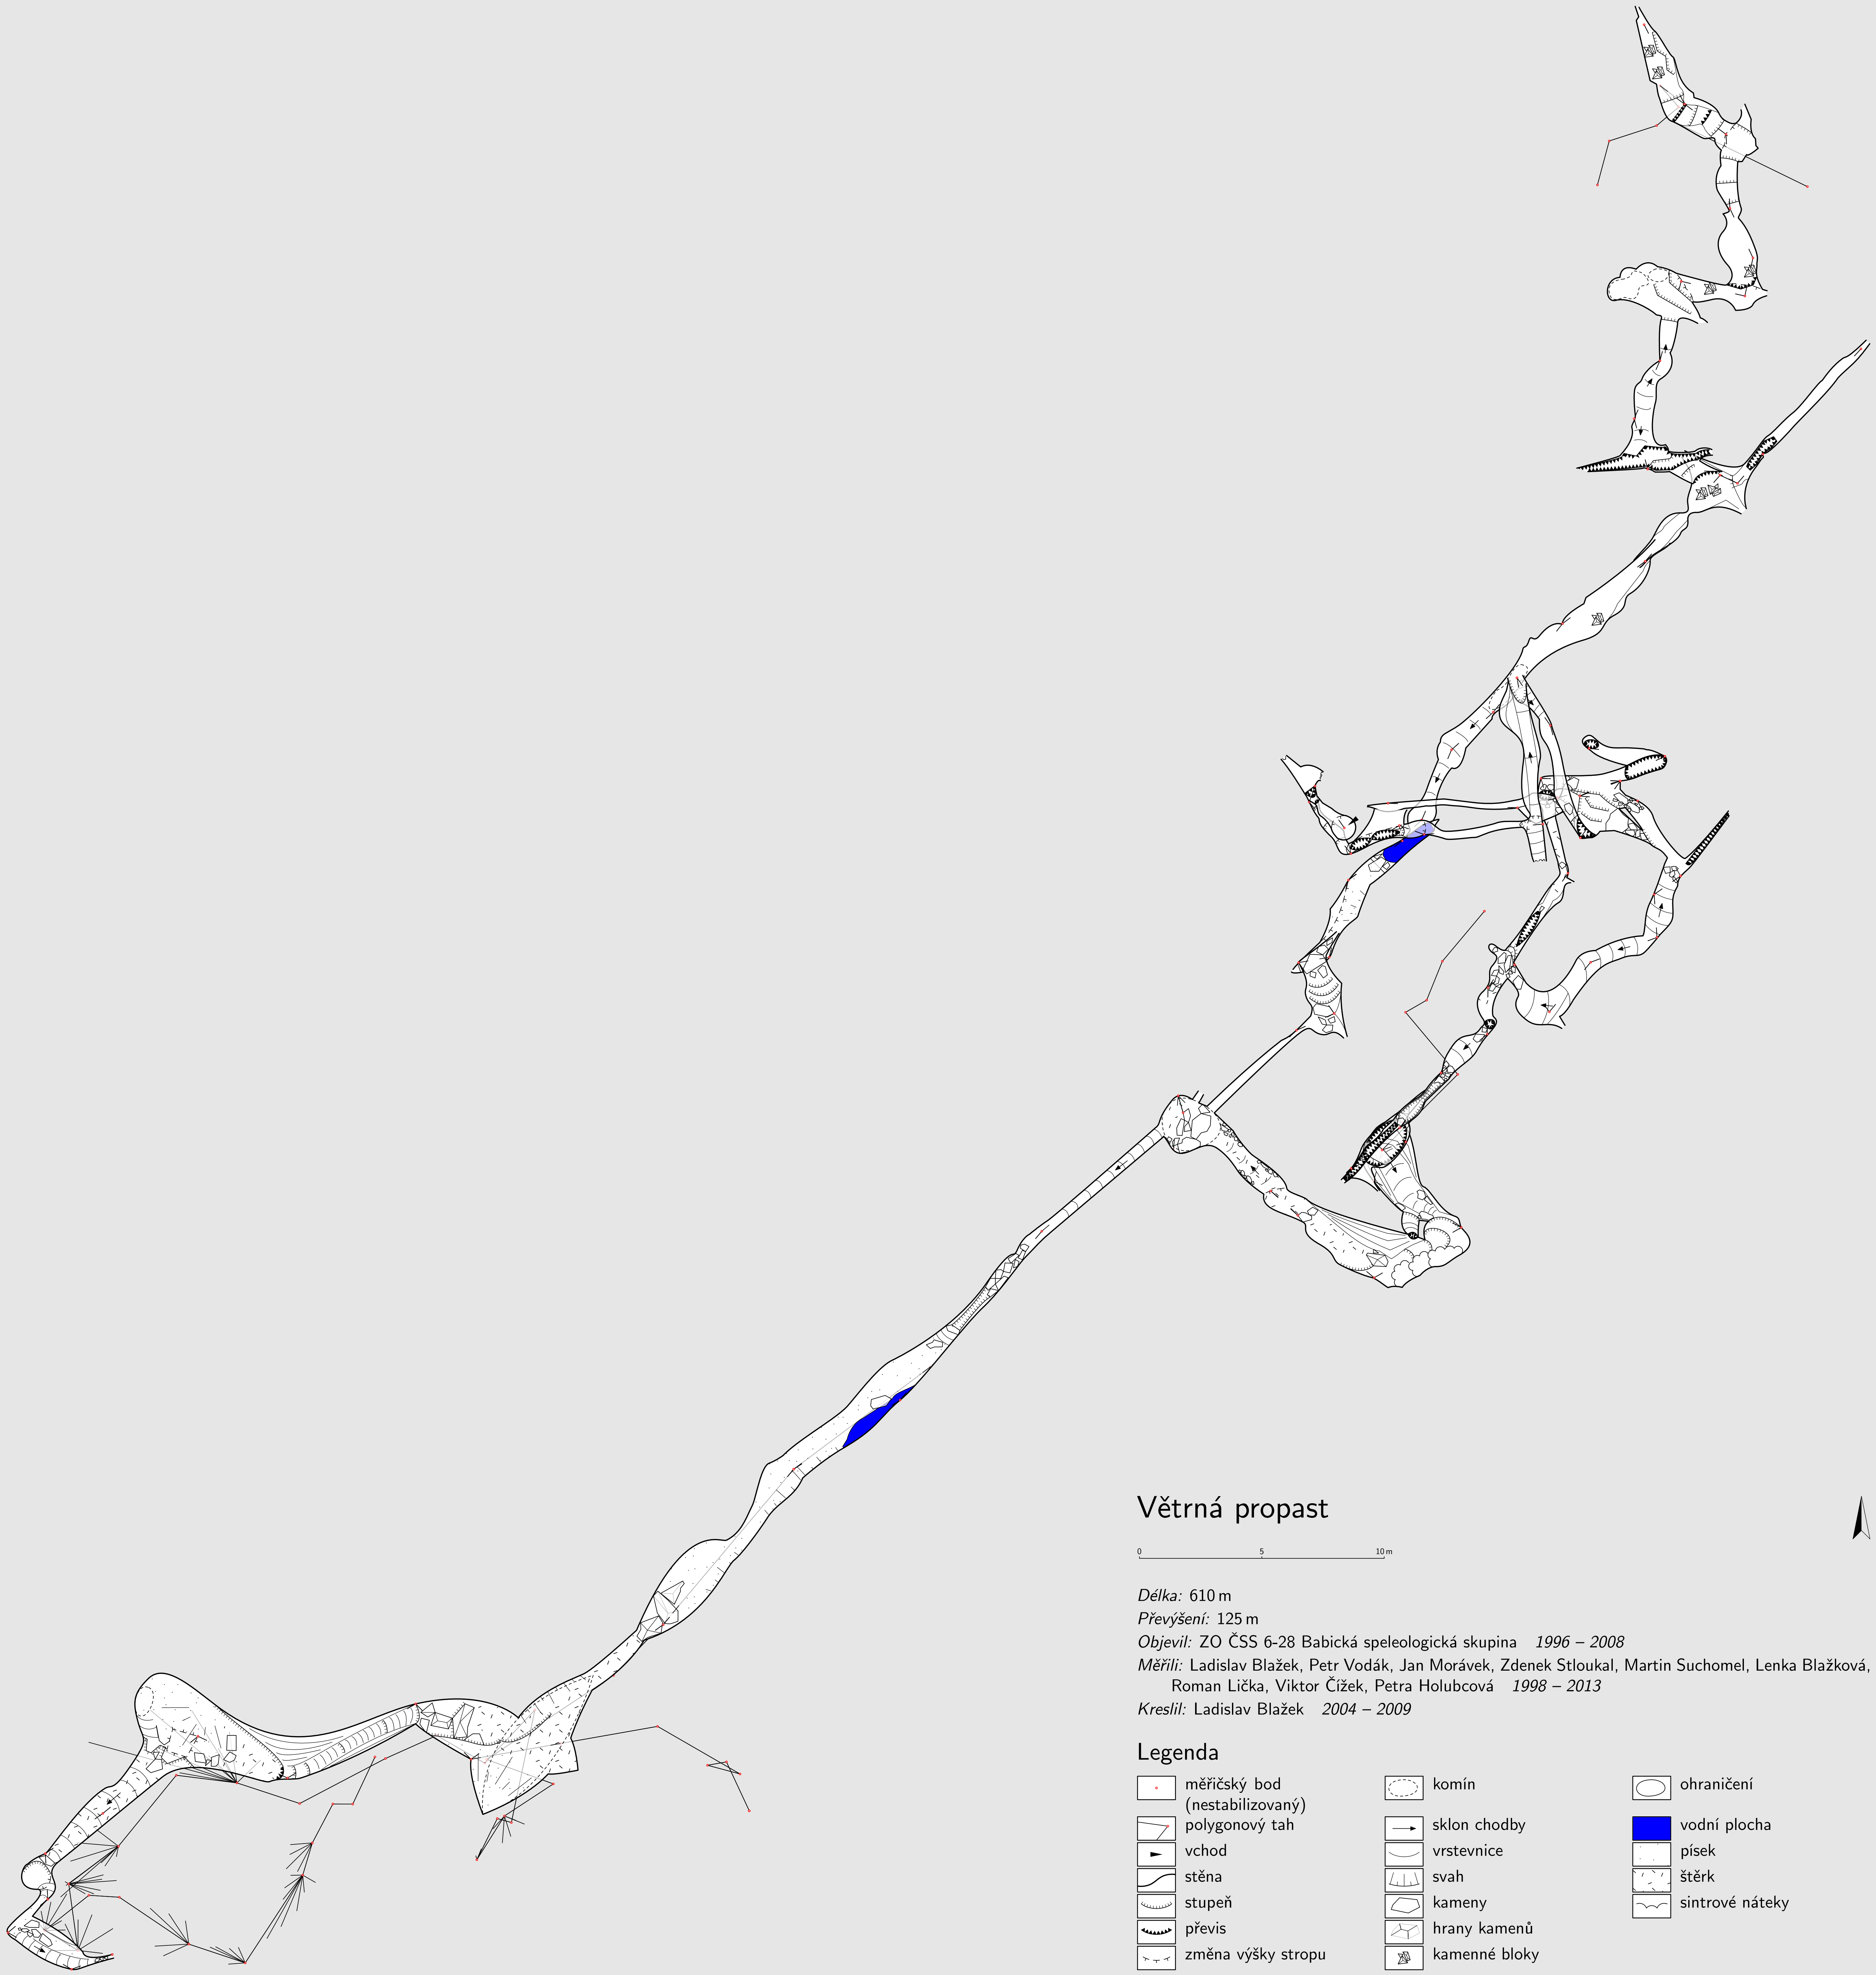 Větrná propast
0 5 10 m
Délka: 610 m
Převýšení: 125 m
Objevil: ZO ČSS 6-28 Babická speleologická skupina 1996 – 2008
Měřili: Ladislav Blažek, Petr Vodák, Jan Morávek, Zdenek Stloukal, Martin Suchomel, Lenka Blažková,
Roman Lička, Viktor Čížek, Petra Holubcová 1998 – 2013
Kreslil: Ladislav Blažek 2004 – 2009
Legenda
měřičský bod
(nestabilizovaný)
polygonový tah
vchod
stěna
stupeň
převis
změna výšky stropu
komín
sklon chodby
vrstevnice
svah
kameny
hrany kamenů
kamenné bloky
ohraničení
vodní plocha
písek
štěrk
sintrové náteky